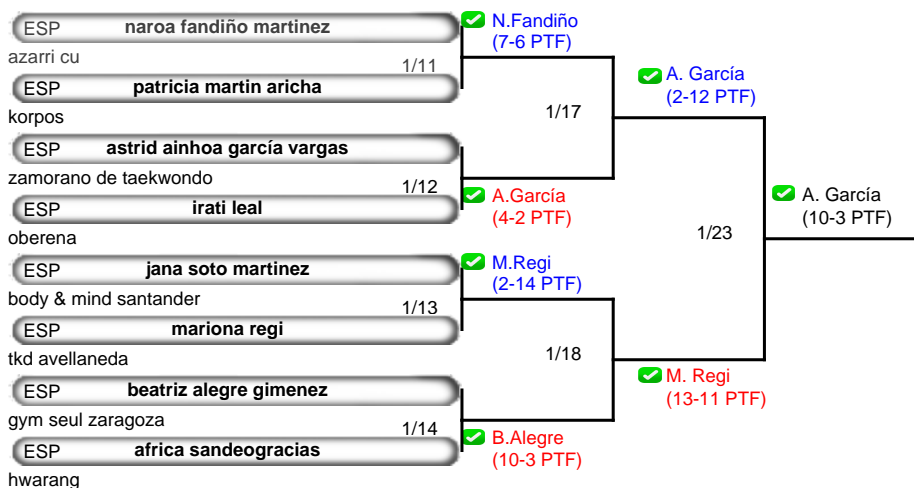 ESP naroa fandiño martinez
azarri cu
1/11
ESP patricia martin aricha
korpos
N.Fandiño
(7-6 PTF)
1/17
ESP astrid ainhoa garcía vargas
zamorano de taekwondo
1/12
ESP irati leal
oberena
A.García
(4-2 PTF)
A. García
(2-12 PTF)
1/23
A. García
(10-3 PTF)
ESP jana soto martinez
body & mind santander
1/13
ESP mariona regi
tkd avellaneda
M.Regi
(2-14 PTF)
1/18
ESP beatriz alegre gimenez
gym seul zaragoza
1/14
ESP africa sandeogracias
hwarang
B.Alegre
(10-3 PTF)
M. Regi
(13-11 PTF)